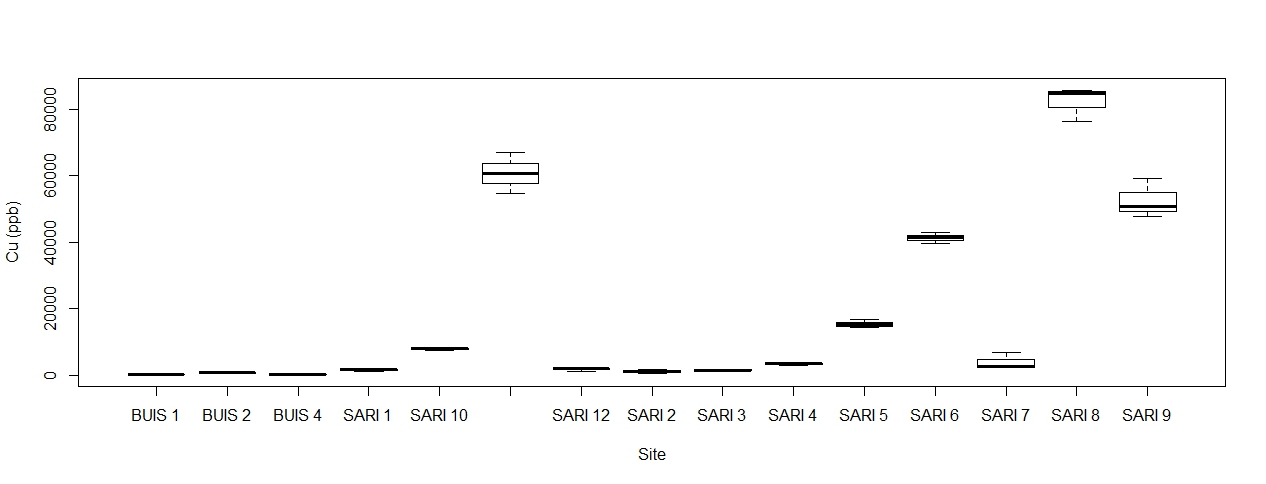 80000
60000
40000
20000
0
Cu (ppb)
BUIS 1 BUIS 2 BUIS 4 SARI 1 SARI 10 SARI 12 SARI 2 SARI 3 SARI 4 SARI 5 SARI 6 SARI 7 SARI 8 SARI 9
Site